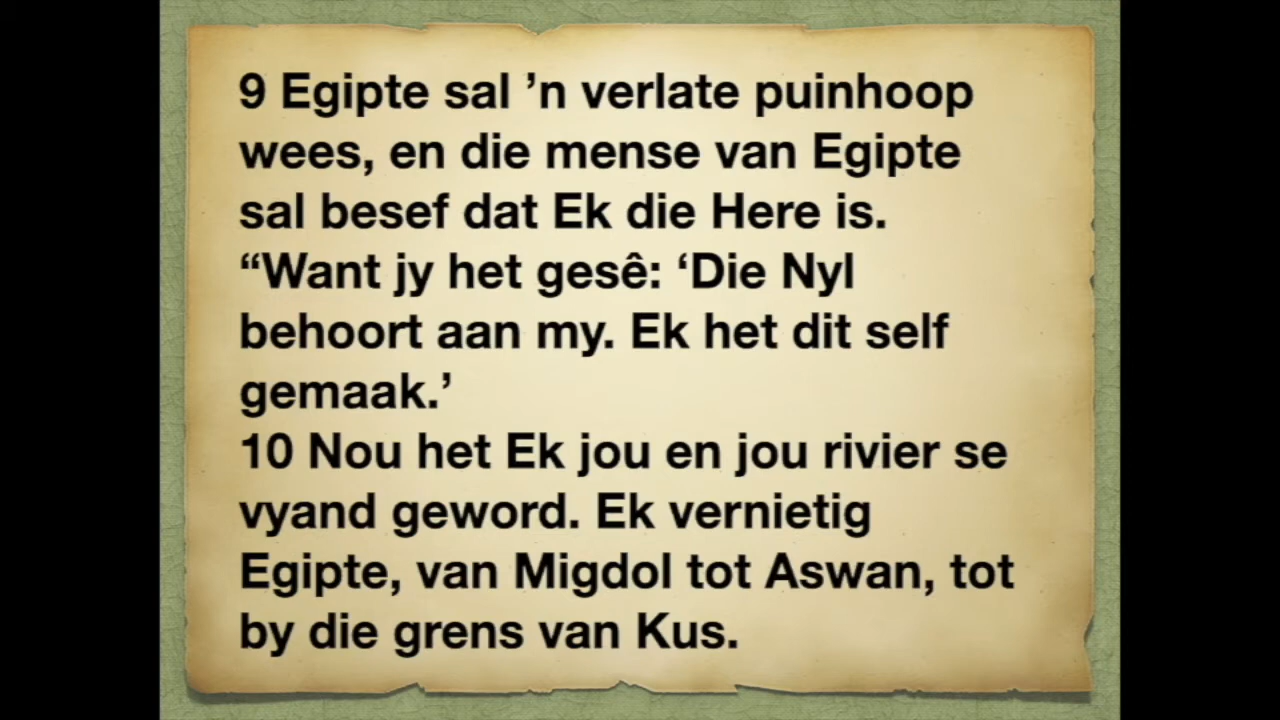 9 Egipte sal ’n verlate puinhoop
wees, en die mense van Egipte
sal besef dat Ek die Here is.
“Want jy het gesê: ‘Die Nyl
behoort aan my. Ek het dit self
gemaak.’
10 Nou het Ek jou en jou rivier se
vyand geword. Ek vernietig
Egipte, van Migdol tot Aswan, tot
by die grens van Kus.